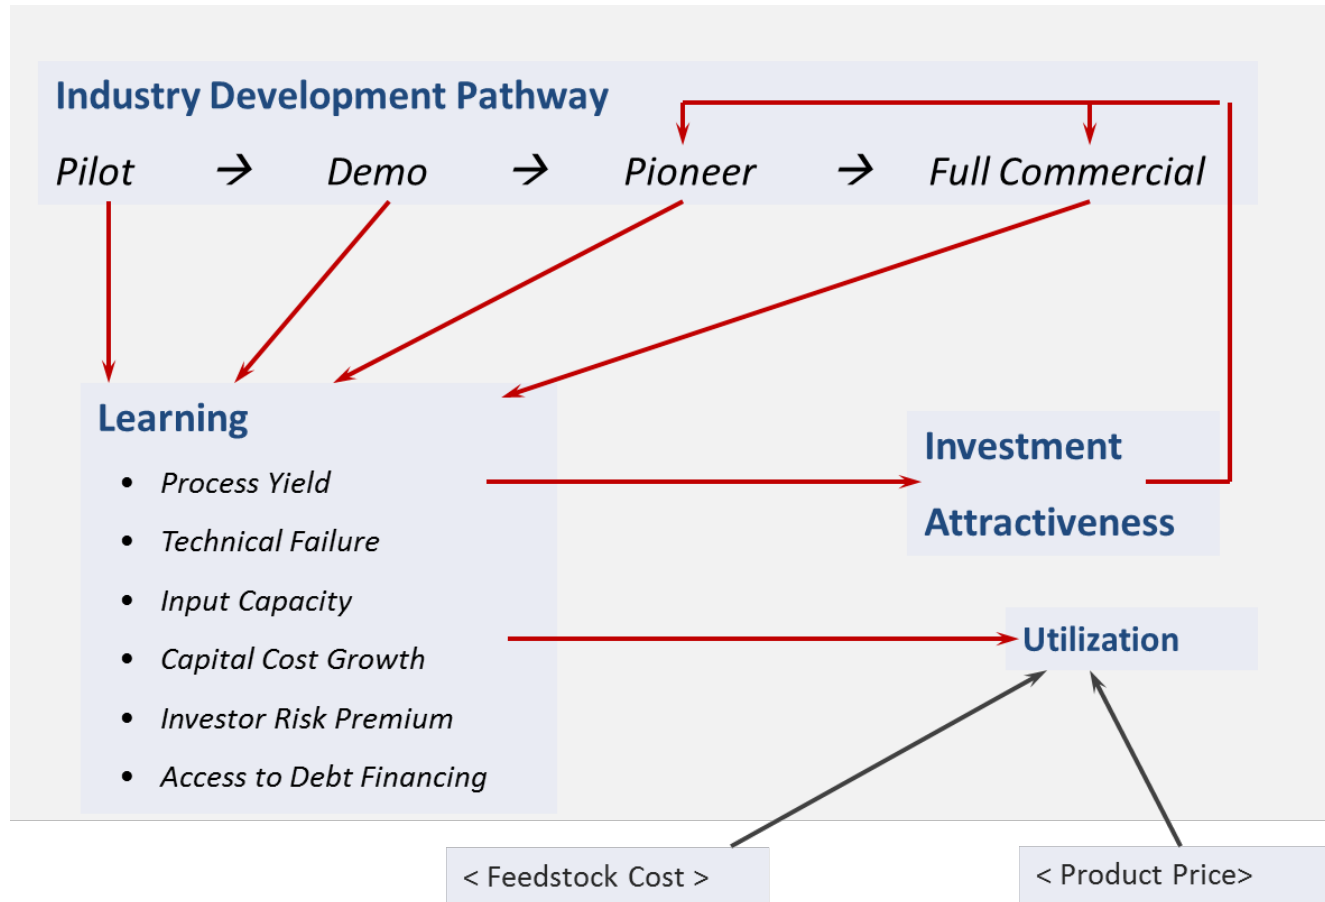 Industry Development Pathway
Pilot → Demo → Pioneer → Full Commercial
Learning
• Process Yield
• Technical Failure
• Input Capacity
• Capital Cost Growth
• Investor Risk Premium
• Access to Debt Financing
Investment
Attractiveness
Utilization
< Feedstock Cost >
< Product Price>